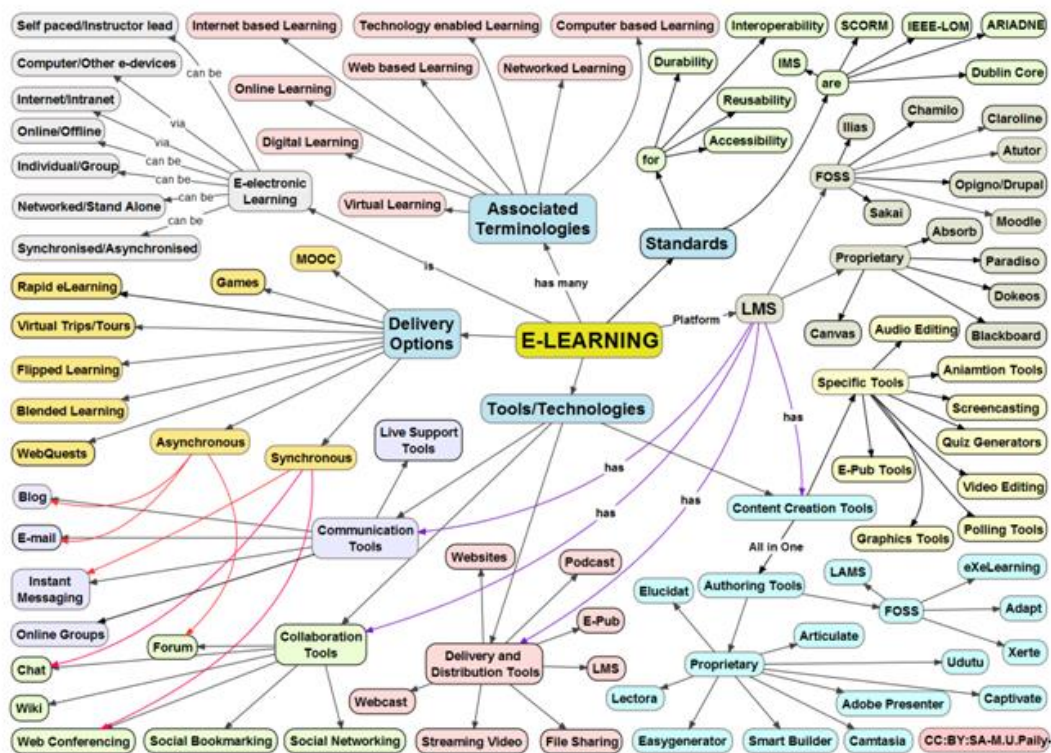 Self paced/Instructor lead
Internet based Learning
Technology enabled Learning
Computer based Learning
Interoperability
SCORM
IEEE-LOM
ARIADNE
Computer/Other e-devices
can be
Web based Learning
Networked Learning
Durability
IMS
are
Dublin Core
Internet/Intranet
via
Online Learning
Reusability
Chamilo
Claroline
Online/Offline
via
Digital Learning
Accessibility
Ilias
Atutor
Individual/Group
can be
for
FOSS
Opigno/Drupal
can be
E-electronic
Learning
Networked/Stand Alone
can be
Virtual Learning
Associated
Terminologies
Sakai
Moodle
can be
Synchronised/Asynchronised
Standards
Absorb
is
MOOC
has many
Proprietary
Paradiso
Rapid eLearning
Games
Dokeos
Virtual Trips/Tours
Delivery
Options
E-LEARNING
Platform
LMS
Canvas
Blackboard
Audio Editing
Flipped Learning
Specific Tools
Aniamtion Tools
Blended Learning
Tools/Technologies
has
Screencasting
WebQuests
Asynchronous
Synchronous
Live Support
Tools
Quiz Generators
has
E-Pub Tools
Video Editing
Blog
has
has
Content Creation Tools
E-mail
Communication
Tools
Graphics Tools
Polling Tools
All in One
Instant
Messaging
Websites
Podcast
Elucidat
Authoring Tools
LAMS
eXeLearning
FOSS
Adapt
Online Groups
Forum
Collaboration
Tools
E-Pub
Articulate
Xerte
Chat
Delivery and
Distribution Tools
LMS
Proprietary
Udutu
Wiki
Webcast
Lectora
Adobe Presenter
Captivate
Web Conferencing
Social Bookmarking
Social Networking
Streaming Video
File Sharing
Easygenerator
Smart Builder
Camtasia
CC:BY:SA-M.U.Paily-